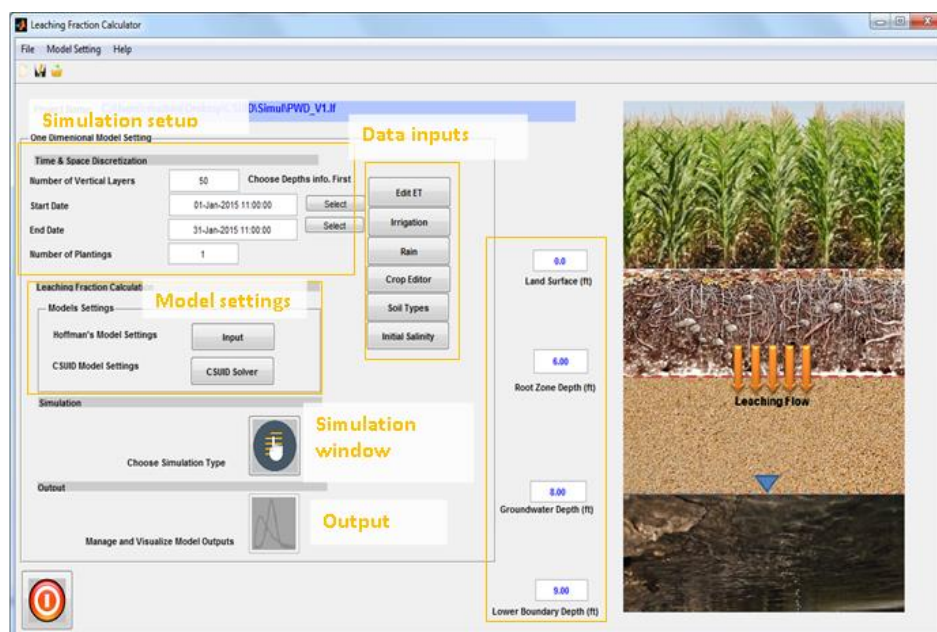 Leaching Fraction Calculator
File Model Setting Help
\Simul\PWD_V1.lf
Simulation setup
Data inputs
One Dimensional Model Setting
Time & Space Discretization
Number of Vertical Layers 50 Choose Depths info. First
Start Date 01-Jan-2015 11:00:00 Select
End Date 31-Jan-2015 11:00:00 Select
Number of Plantings 1
Edit ET
Irrigation
Rain
Crop Editor
Soil Types
Initial Salinity
Leaching Fraction Calculation
Model settings
Models Settings
Hoffman's Model Settings Input
CSUID Model Settings CSUID Solver
Simulation
Simulation
window
Choose Simulation Type
Output
Output
Manage and Visualize Model Outputs
0.0
Land Surface (ft)
6.00
Root Zone Depth (ft)
8.00
Groundwater Depth (ft)
9.00
Lower Boundary Depth (ft)
Leaching Flow